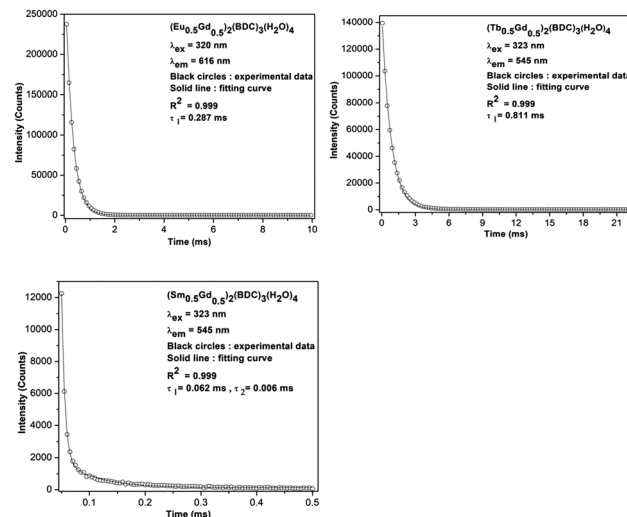 (Eu0.5Gd0.5)2(BDC)3(H2O)4
λex = 320 nm
λem = 616 nm
Black circles : experimental data
Solid line : fitting curve
R2 = 0.999
τ1= 0.287 ms
Intensity (Counts)
250000
200000
150000
100000
50000
0
0 2 4 6 8 10
Time (ms)
(Tb0.5Gd0.5)2(BDC)3(H2O)4
λex = 323 nm
λem = 545 nm
Black circles : experimental data
Solid line : fitting curve
R2 = 0.999
τ1= 0.811 ms
Intensity (Counts)
140000
120000
100000
80000
60000
40000
20000
0
0 3 6 9 12 15 18 21
Time (ms)
(Sm0.5Gd0.5)2(BDC)3(H2O)4
λex = 323 nm
λem = 545 nm
Black circles : experimental data
Solid line : fitting curve
R2 = 0.999
τ1= 0.062 ms , τ2= 0.006 ms
Intensity (Counts)
12000
10000
8000
6000
4000
2000
0
0.1 0.2 0.3 0.4 0.5
Time (ms)